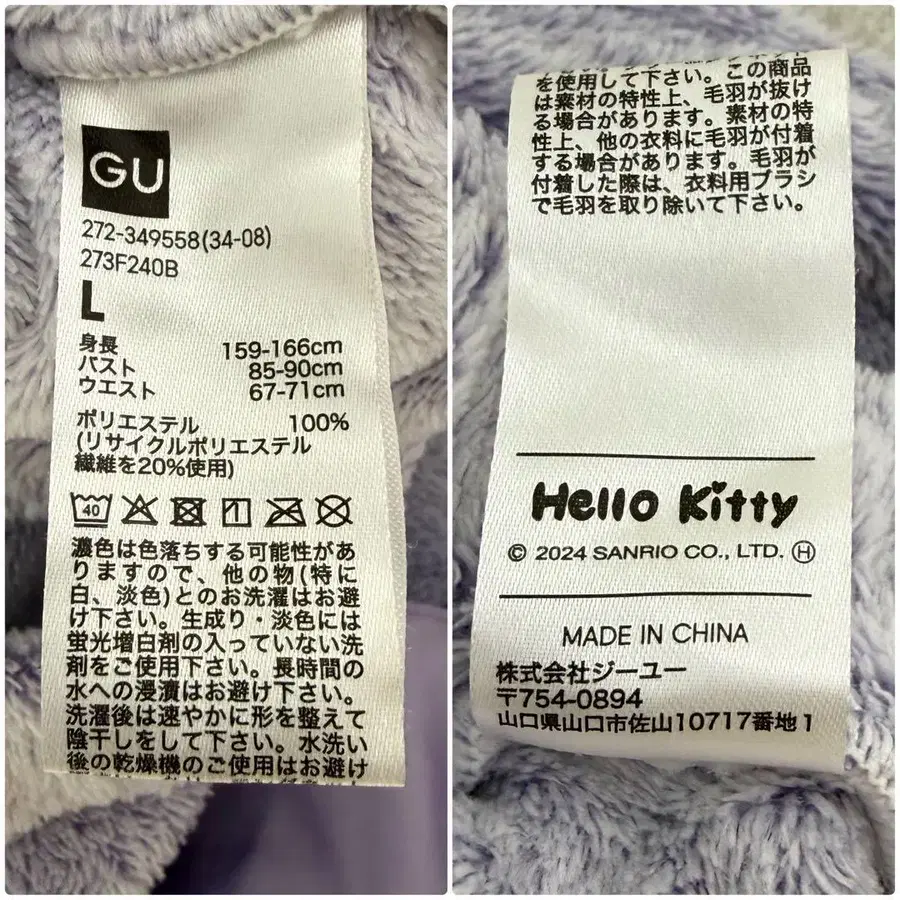 GU
272-349558(34-08)
273F240B
L
身長 159-166cm
バスト 85-90cm
ウエスト 67-71cm
ポリエステル 100%
(リサイクルポリエステル
繊維を20%使用)
40
濃色は色落ちする可能性があ
りますので、他の物(特に
白、淡色)とのお洗濯はお避
け下さい。生成り・淡色には
蛍光増白剤の入っていない洗
剤をご使用下さい。長時間の
水への浸漬はお避け下さい。
洗濯後は速やかに形を整えて
陰干しをして下さい。水洗い
後の乾燥機のご使用はお避け
を使用して下さい。この商品
は素材の特性上、毛羽が抜け
る場合があります。素材の特
性上、他の衣料に毛羽が付着
する場合があります。毛羽が
付着した際は、衣料用ブラシ
で毛羽を取り除いて下さい。
Hello Kitty
© 2024 SANRIO CO., LTD. Ⓗ
MADE IN CHINA
株式会社ジーユー
〒754-0894
山口県山口市佐山10717番地1